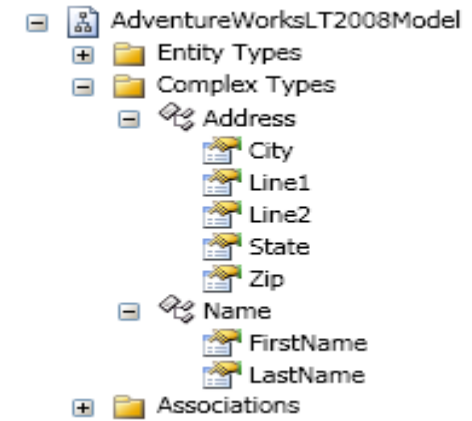 AdventureWorksLT2008Model
Entity Types
Complex Types
Address
City
Line1
Line2
State
Zip
Name
FirstName
LastName
Associations